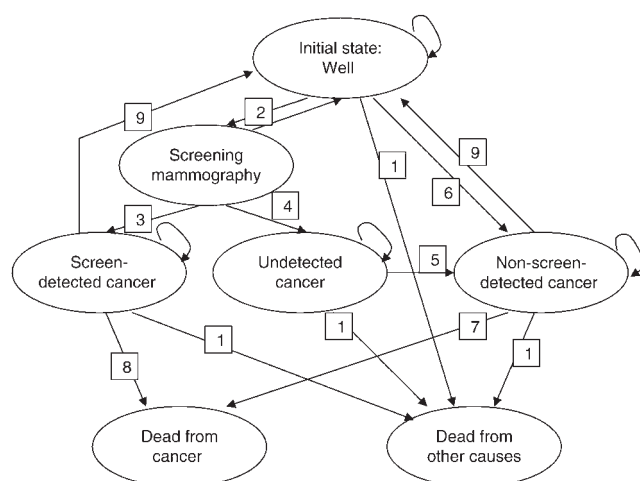 Initial state:
Well
9
2
Screening
mammography
1
9
6
3
4
Screen-
detected cancer
Undetected
cancer
5
Non-screen-
detected cancer
8
1
1
7
1
Dead from
cancer
Dead from
other causes